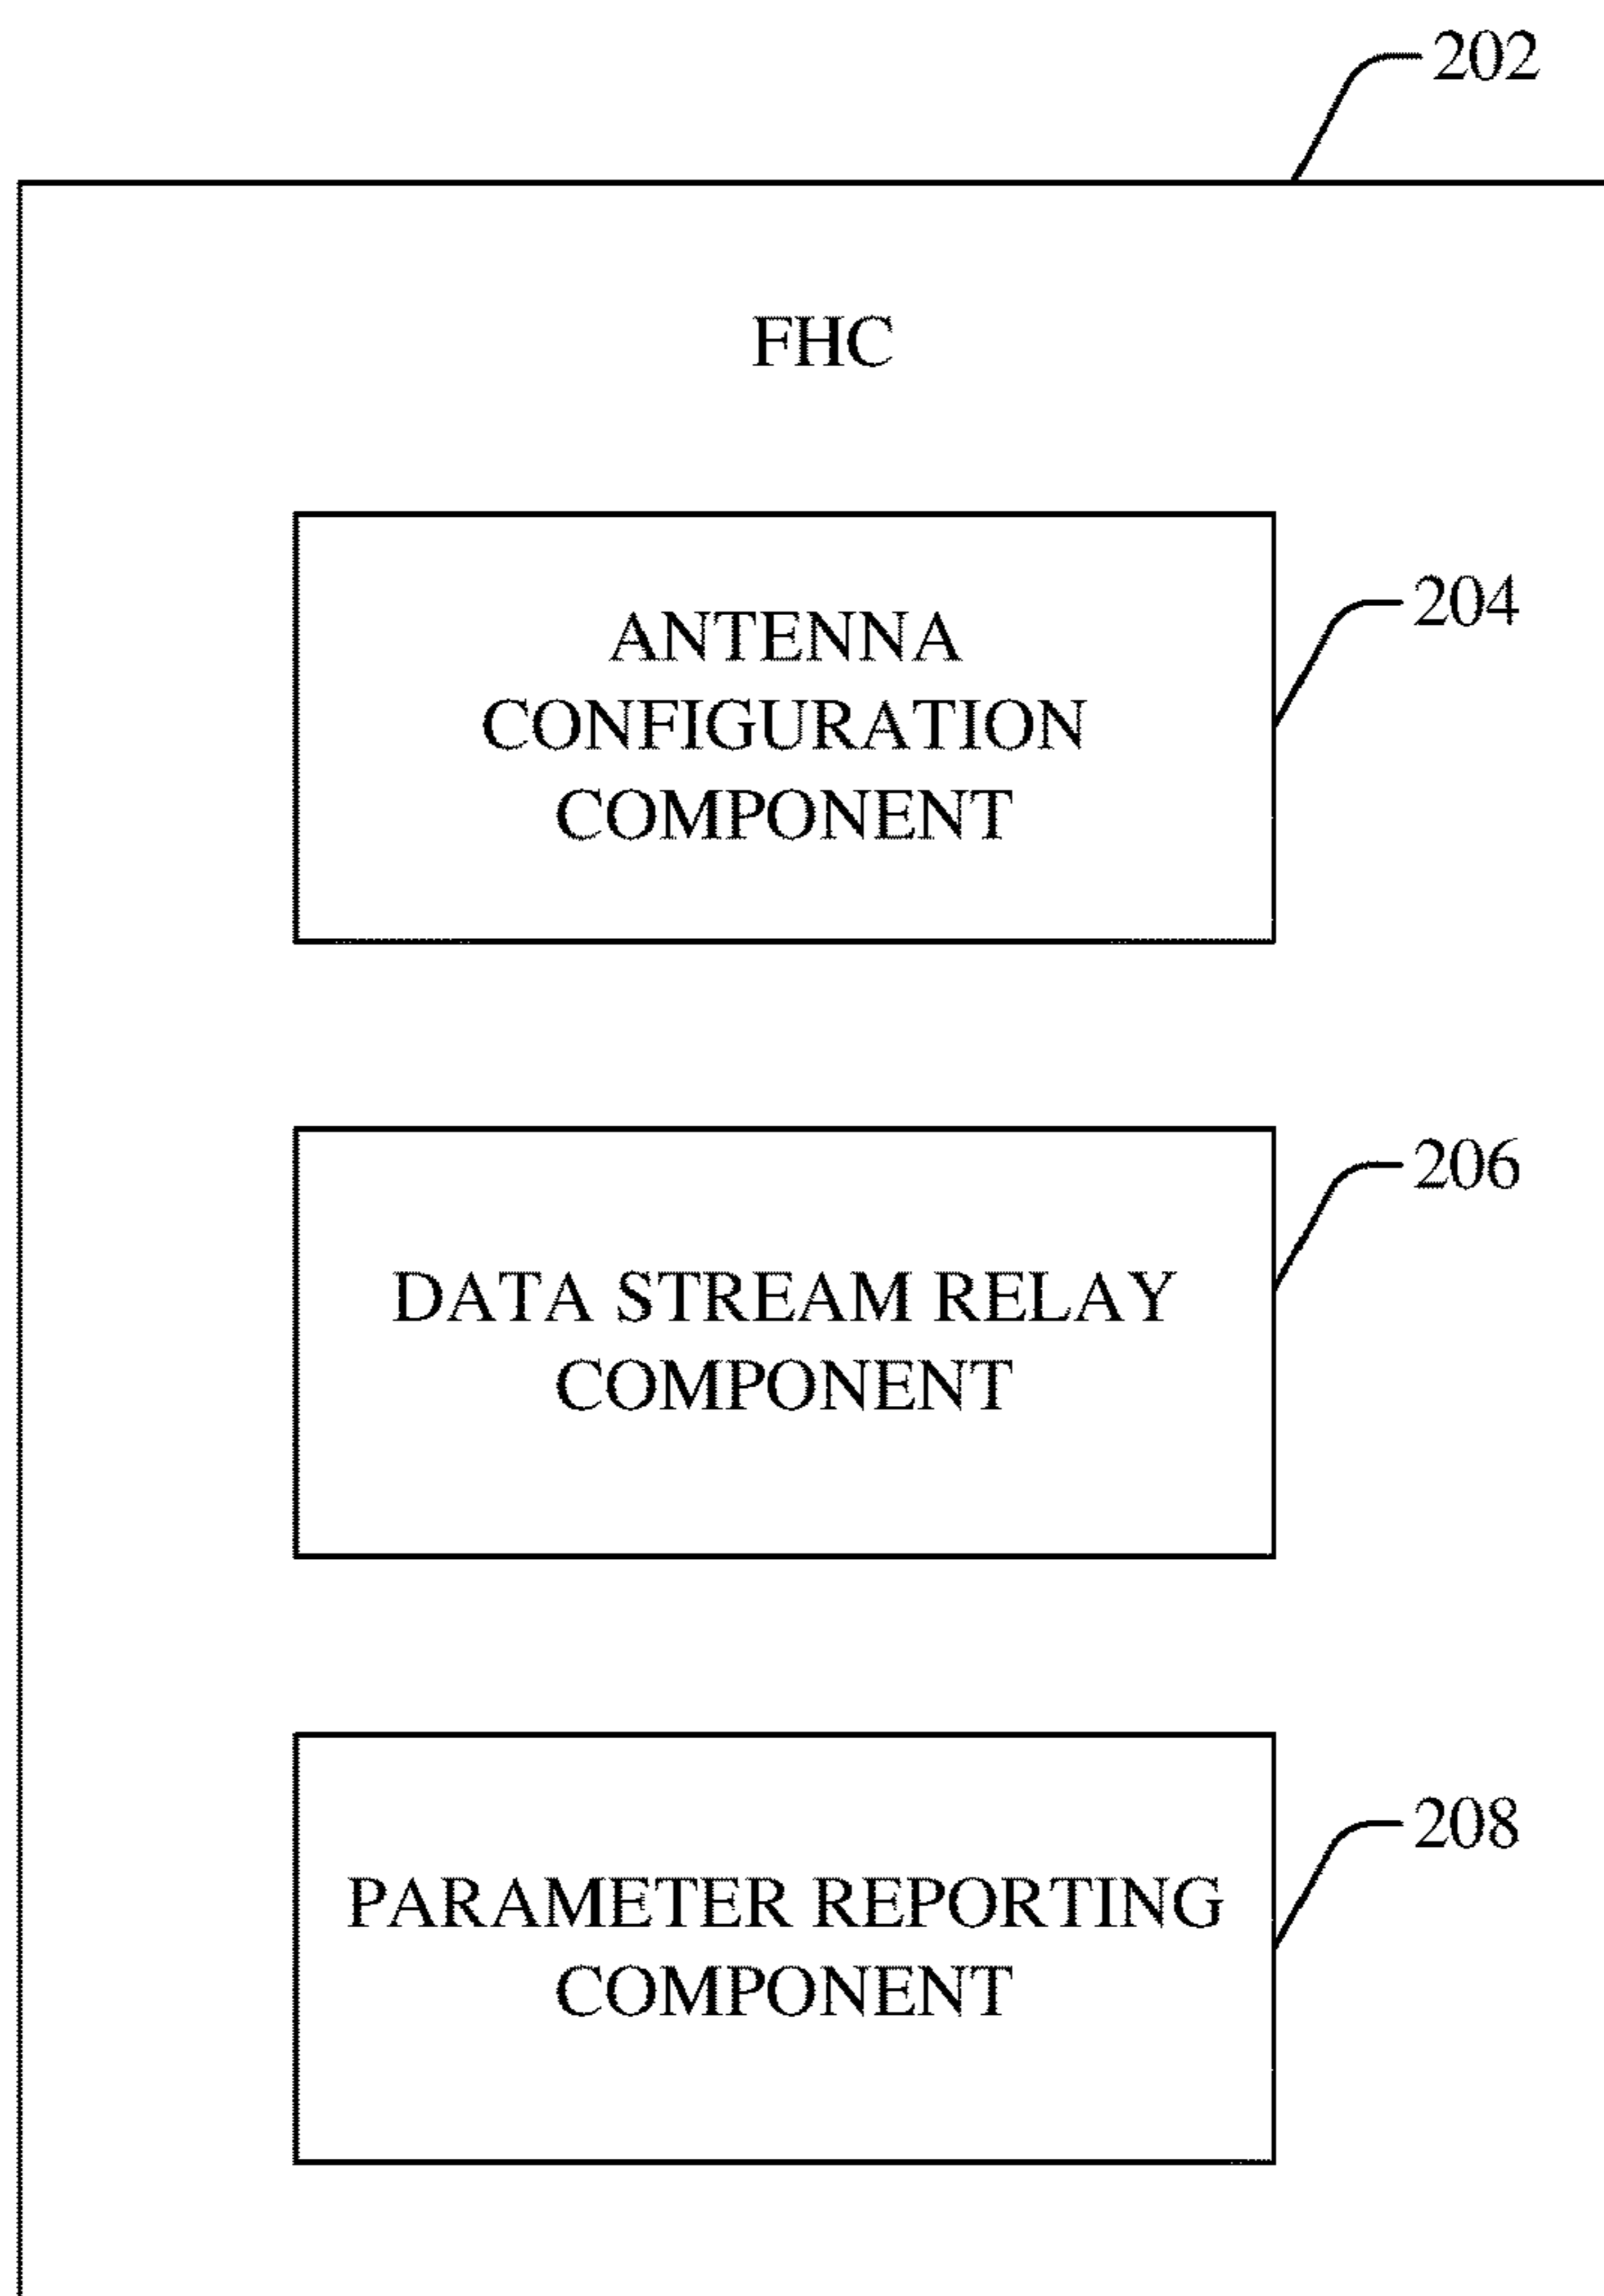 202
FHC
ANTENNA
CONFIGURATION
COMPONENT
204
DATA STREAM RELAY
COMPONENT
206
PARAMETER REPORTING
COMPONENT
208